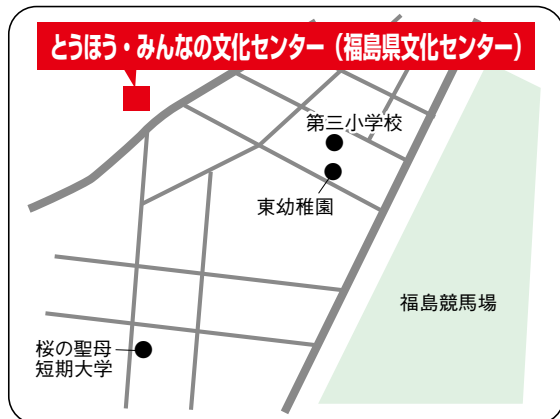 とうほう・みんなの文化センター（福島県文化センター）
第三小学校
東幼稚園
福島競馬場
桜の聖母
短期大学